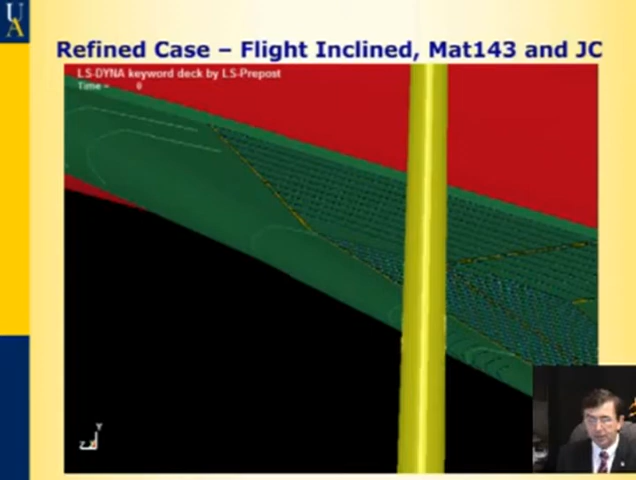 UA
Refined Case – Flight Inclined, Mat143 and JC
LS-DYNA keyword deck by LS-Prepost
Time = 0
Y
Z X